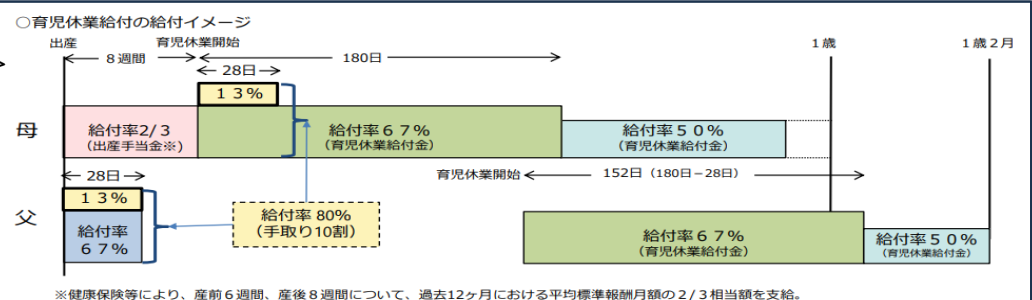 ○育児休業給付の給付イメージ
出産
育児休業開始
1歳
1歳2月
8週間
180日
28日
13%
母
給付率2/3
(出産手当金※)
給付率67%
(育児休業給付金)
給付率50%
(育児休業給付金)
28日
育児休業開始
152日(180日-28日)
13%
父
給付率
67%
給付率80%
(手取り10割)
給付率67%
(育児休業給付金)
給付率50%
(育児休業給付金)
※健康保険等により、産前6週間、産後8週間について、過去12ヶ月における平均標準報酬月額の2/3相当額を支給。